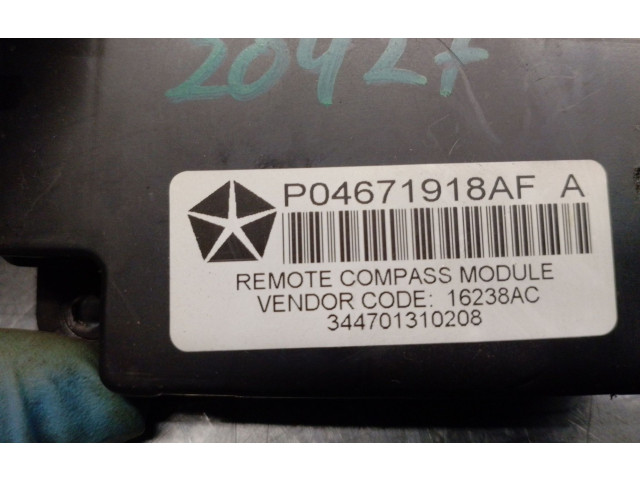 20427
P04671918AF A
REMOTE COMPASS MODULE
VENDOR CODE: 16238AC
344701310208